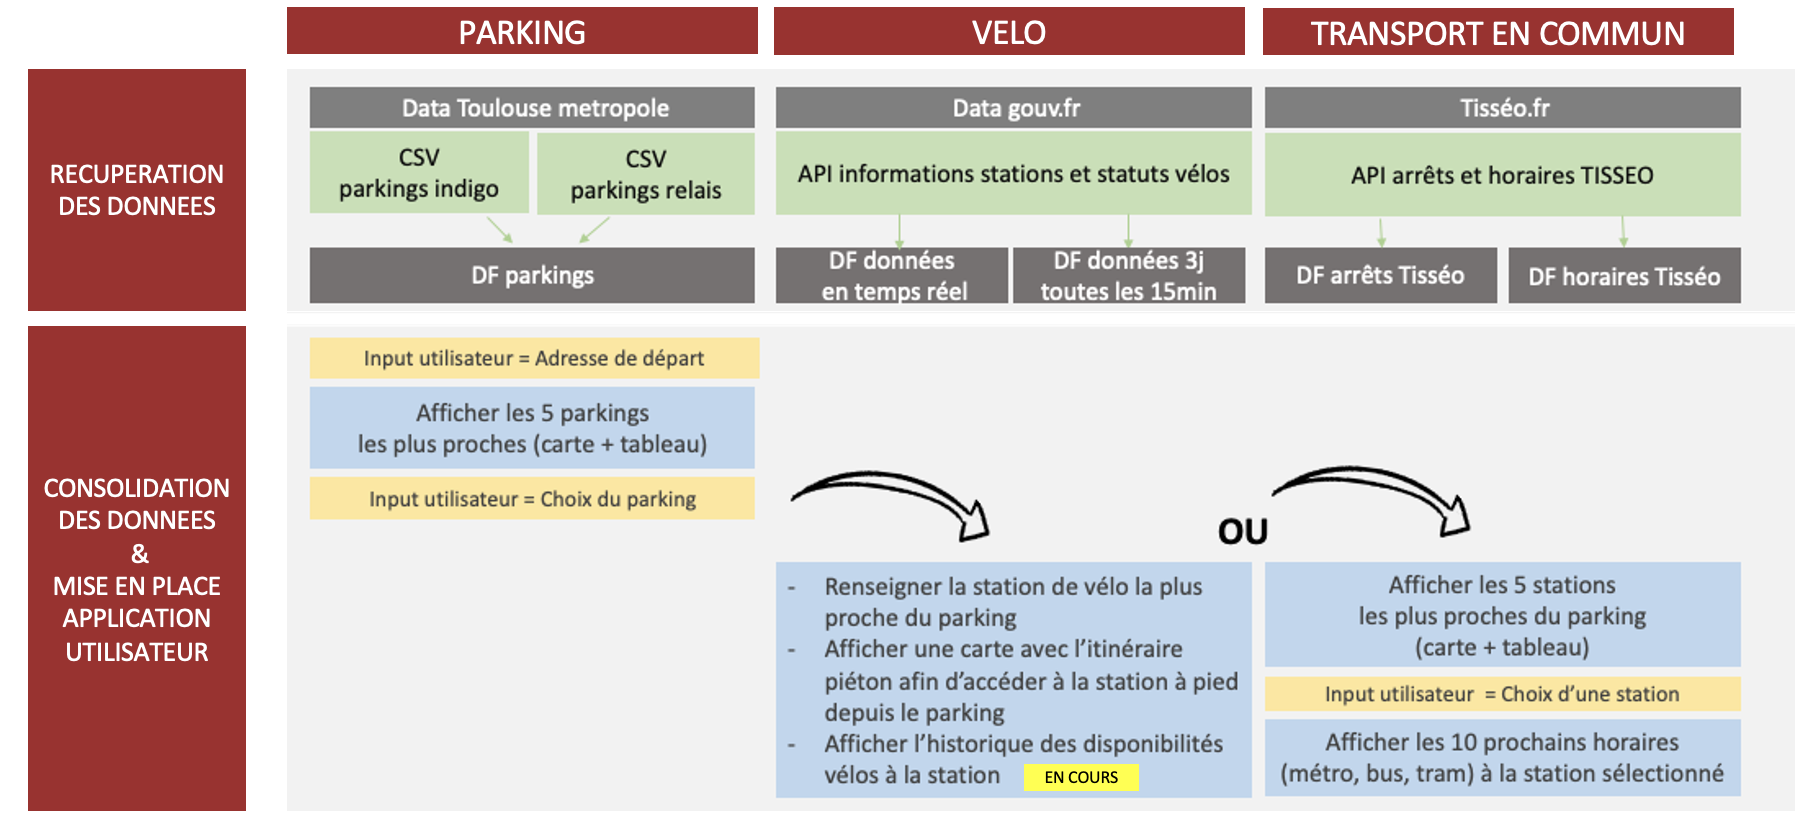 PARKING
VELO
TRANSPORT EN COMMUN
RECUPERATION
DES DONNEES
Data Toulouse metropole
CSV
parkings indigo
CSV
parkings relais
DF parkings
Data gouv.fr
API informations stations et statuts vélos
DF données
en temps réel
DF données 3j
toutes les 15min
Tisséo.fr
API arrêts et horaires TISSEO
DF arrêts Tisséo
DF horaires Tisséo
CONSOLIDATION
DES DONNEES
&
MISE EN PLACE
APPLICATION
UTILISATEUR
Input utilisateur = Adresse de départ
Afficher les 5 parkings
les plus proches (carte + tableau)
Input utilisateur = Choix du parking
- Renseigner la station de vélo la plus
proche du parking
- Afficher une carte avec l'itinéraire
piéton afin d'accéder à la station à pied
depuis le parking
- Afficher l'historique des disponibilités
vélos à la station
EN COURS
OU
Afficher les 5 stations
les plus proches du parking
(carte + tableau)
Input utilisateur = Choix d'une station
Afficher les 10 prochains horaires
(métro, bus, tram) à la station sélectionné